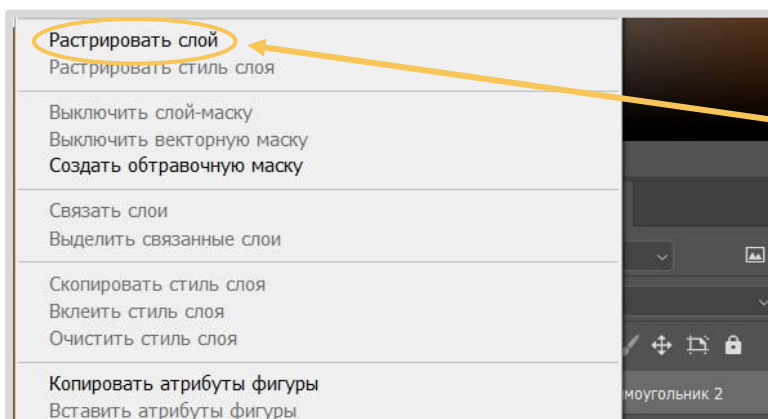 Растрировать слой
Растрировать стиль слоя
Выключить слой-маску
Выключить векторную маску
Создать обтравочную маску
Связать слои
Выделить связанные слои
Скопировать стиль слоя
Вклеить стиль слоя
Очистить стиль слоя
Копировать атрибуты фигуры
моугольник 2
Вставить атрибуты фигуры